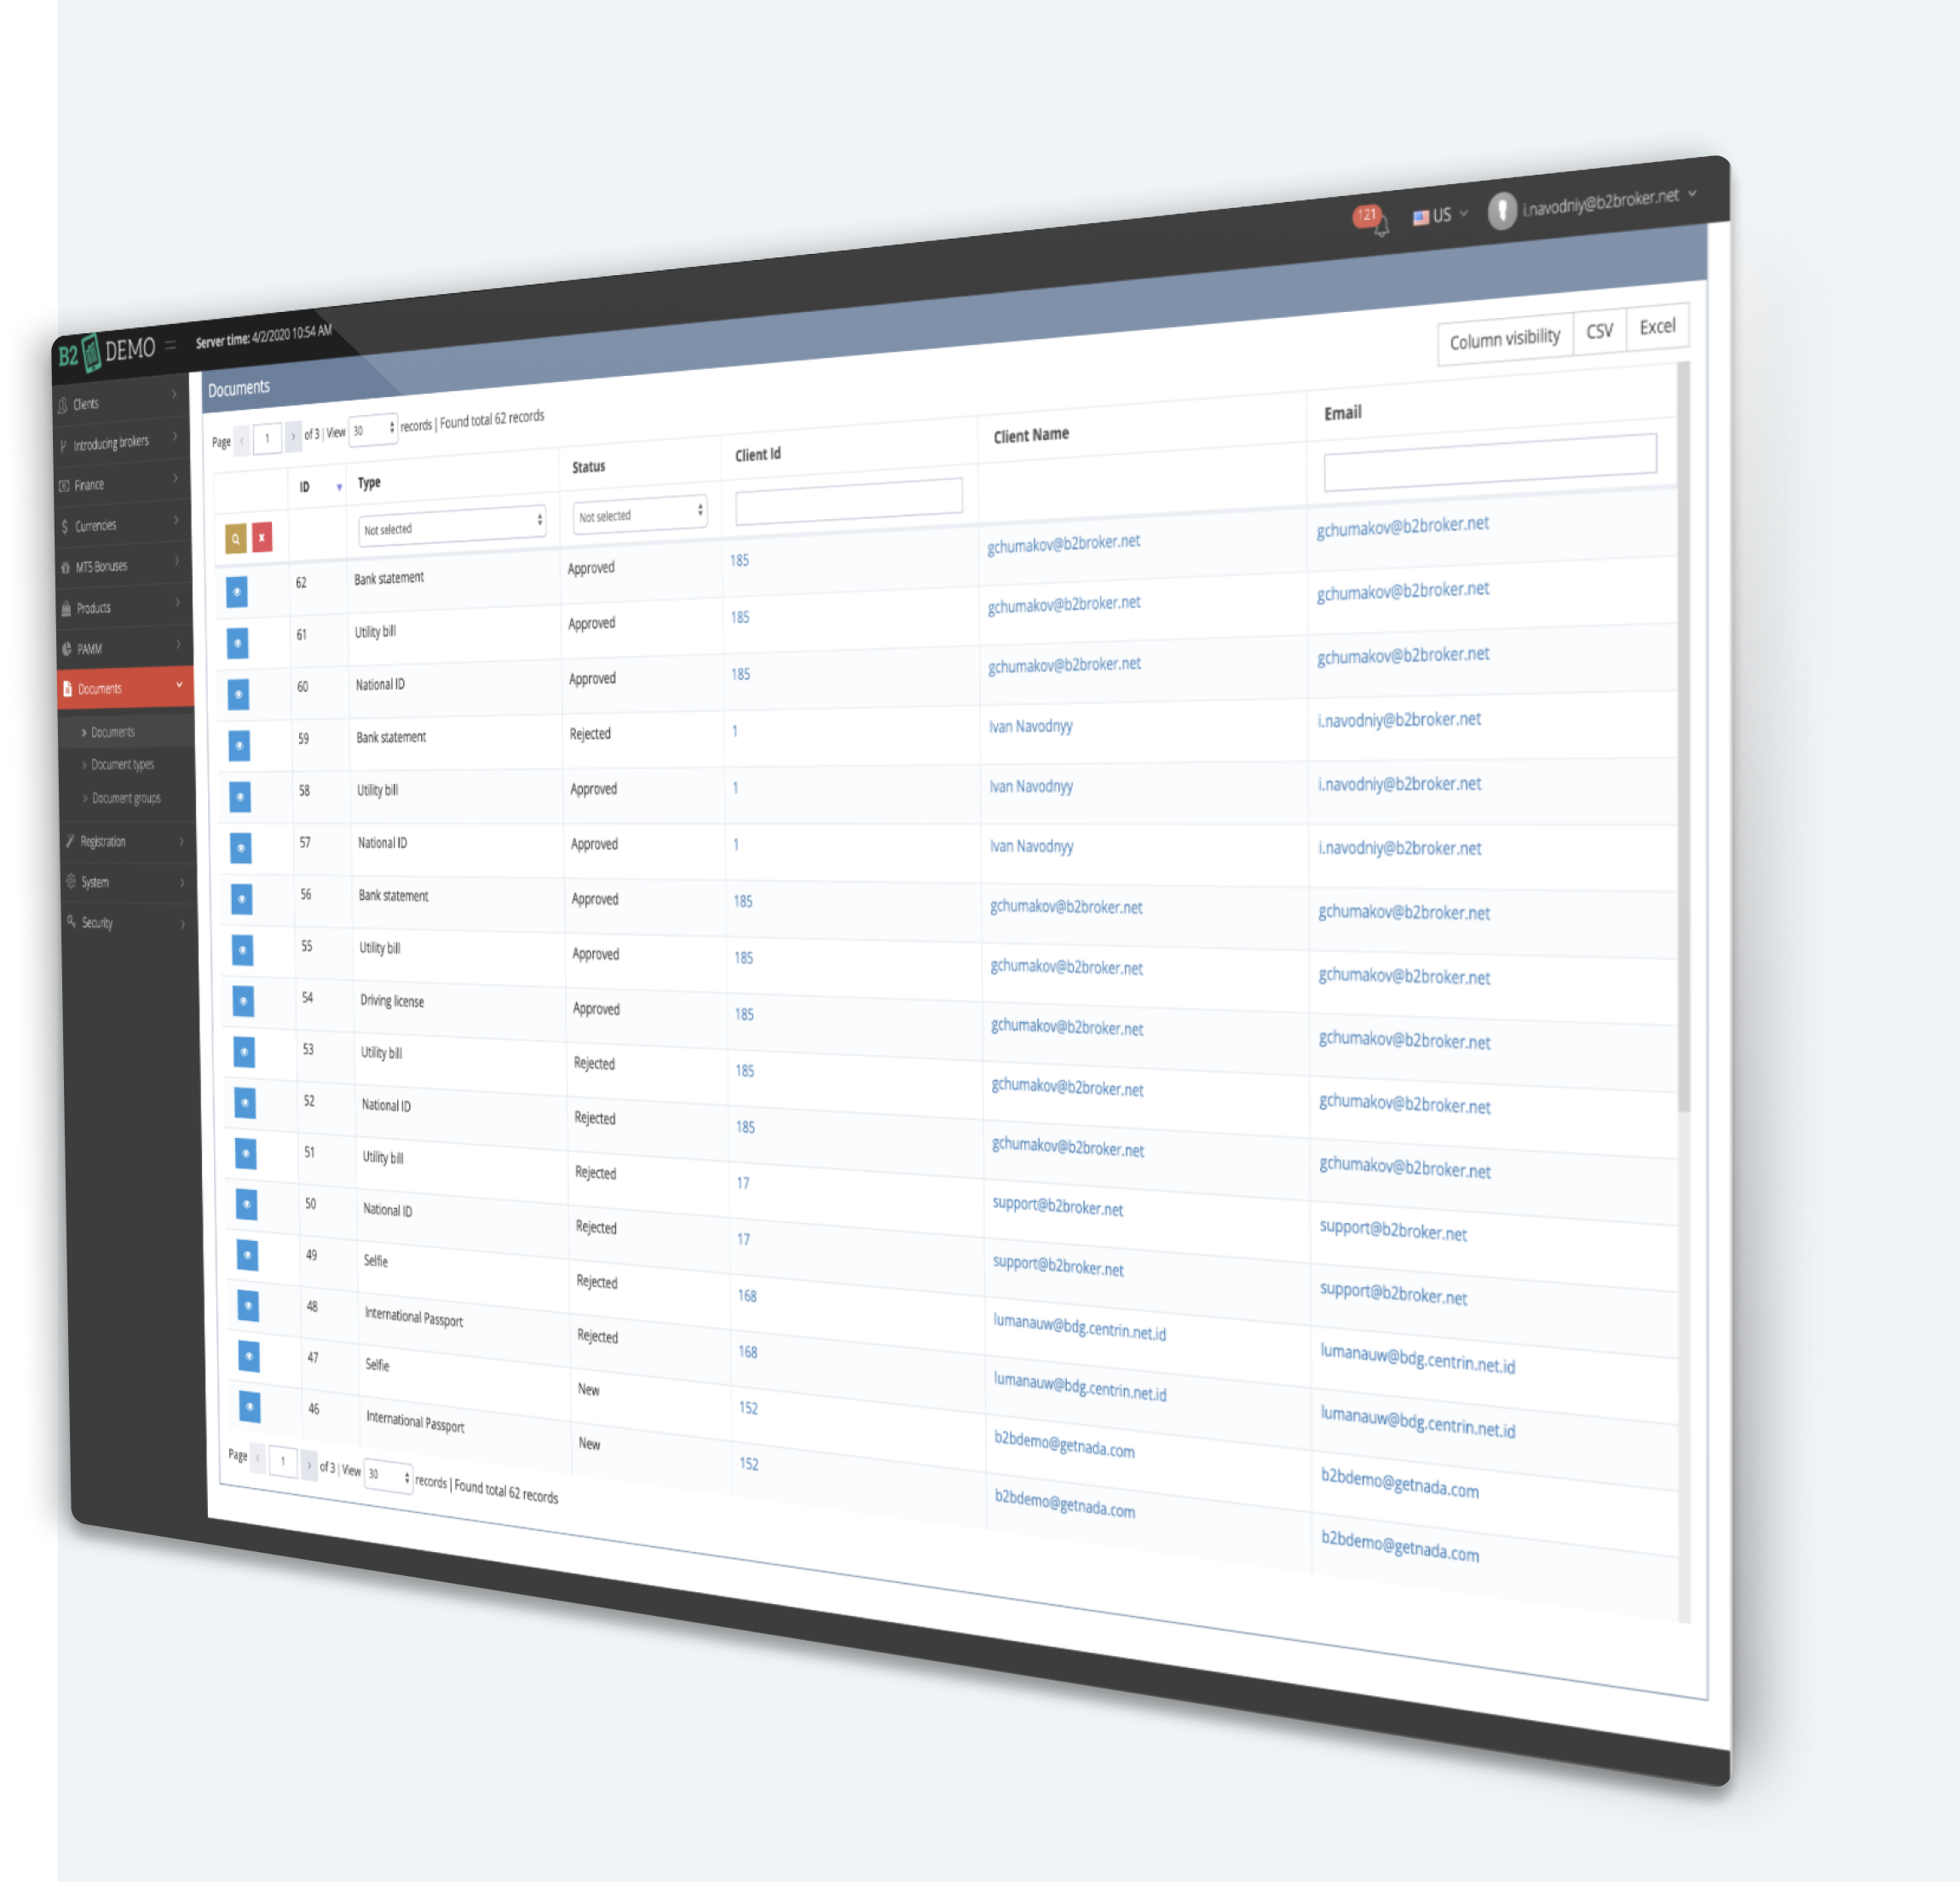 121 US i.navodniy@b2broker.net
B2 DEMO Server time: 4/2/2020 10:54 AM
Clients
Introducing brokers
Finance
Currencies
MT5 Bonuses
Products
PAMM
Documents
» Documents
» Document types
» Document groups
Registration
System
Security
Documents
Column visibility CSV Excel
Page 1 of 3 | View 30 records | Found total 62 records
ID Type Status Client Id Client Name Email
Not selected Not selected
62 Bank statement Approved 185 gchumakov@b2broker.net gchumakov@b2broker.net
61 Utility bill Approved 185 gchumakov@b2broker.net gchumakov@b2broker.net
60 National ID Approved 185 gchumakov@b2broker.net gchumakov@b2broker.net
59 Bank statement Rejected 1 Ivan Navodnyy i.navodniy@b2broker.net
58 Utility bill Approved 1 Ivan Navodnyy i.navodniy@b2broker.net
57 National ID Approved 1 Ivan Navodnyy i.navodniy@b2broker.net
56 Bank statement Approved 185 gchumakov@b2broker.net gchumakov@b2broker.net
55 Utility bill Approved 185 gchumakov@b2broker.net gchumakov@b2broker.net
54 Driving license Approved 185 gchumakov@b2broker.net gchumakov@b2broker.net
53 Utility bill Rejected 185 gchumakov@b2broker.net gchumakov@b2broker.net
52 National ID Rejected 185 gchumakov@b2broker.net gchumakov@b2broker.net
51 Utility bill Rejected 17 support@b2broker.net support@b2broker.net
50 National ID Rejected 17 support@b2broker.net support@b2broker.net
49 Selfie Rejected 168 lumanauw@bdg.centrin.net.id lumanauw@bdg.centrin.net.id
48 International Passport Rejected 168 lumanauw@bdg.centrin.net.id lumanauw@bdg.centrin.net.id
47 Selfie New 152 b2bdemo@getnada.com b2bdemo@getnada.com
46 International Passport New 152 b2bdemo@getnada.com b2bdemo@getnada.com
Page 1 of 3 | View 30 records | Found total 62 records